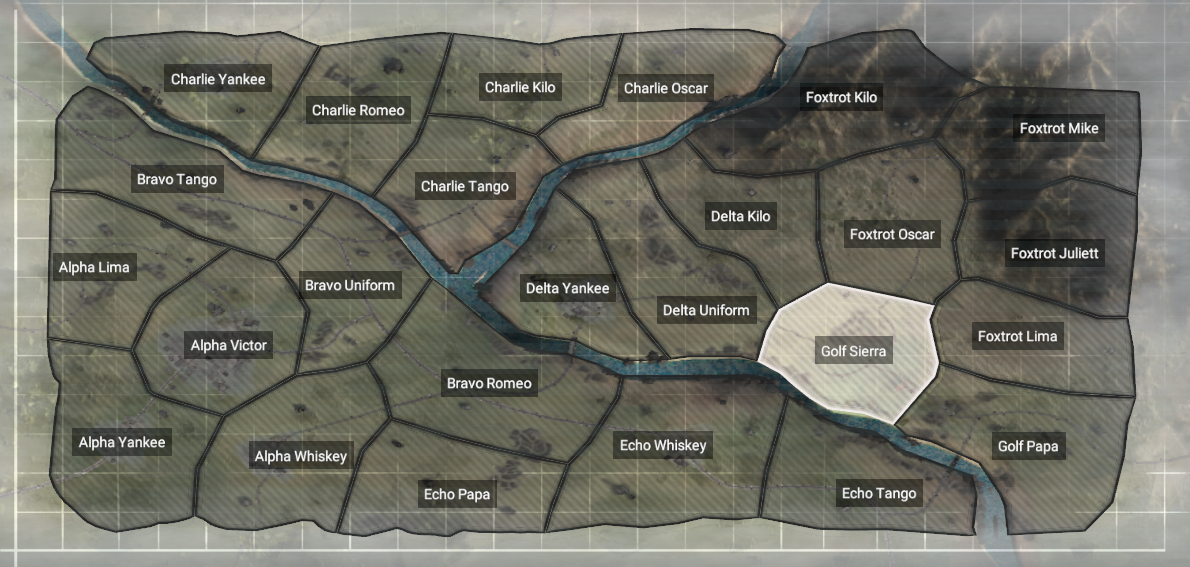 Charlie Yankee
Charlie Romeo
Charlie Kilo
Charlie Oscar
Foxtrot Kilo
Foxtrot Mike
Bravo Tango
Charlie Tango
Delta Kilo
Foxtrot Oscar
Foxtrot Juliett
Alpha Lima
Bravo Uniform
Delta Yankee
Delta Uniform
Alpha Victor
Golf Sierra
Foxtrot Lima
Bravo Romeo
Alpha Yankee
Alpha Whiskey
Echo Whiskey
Golf Papa
Echo Papa
Echo Tango